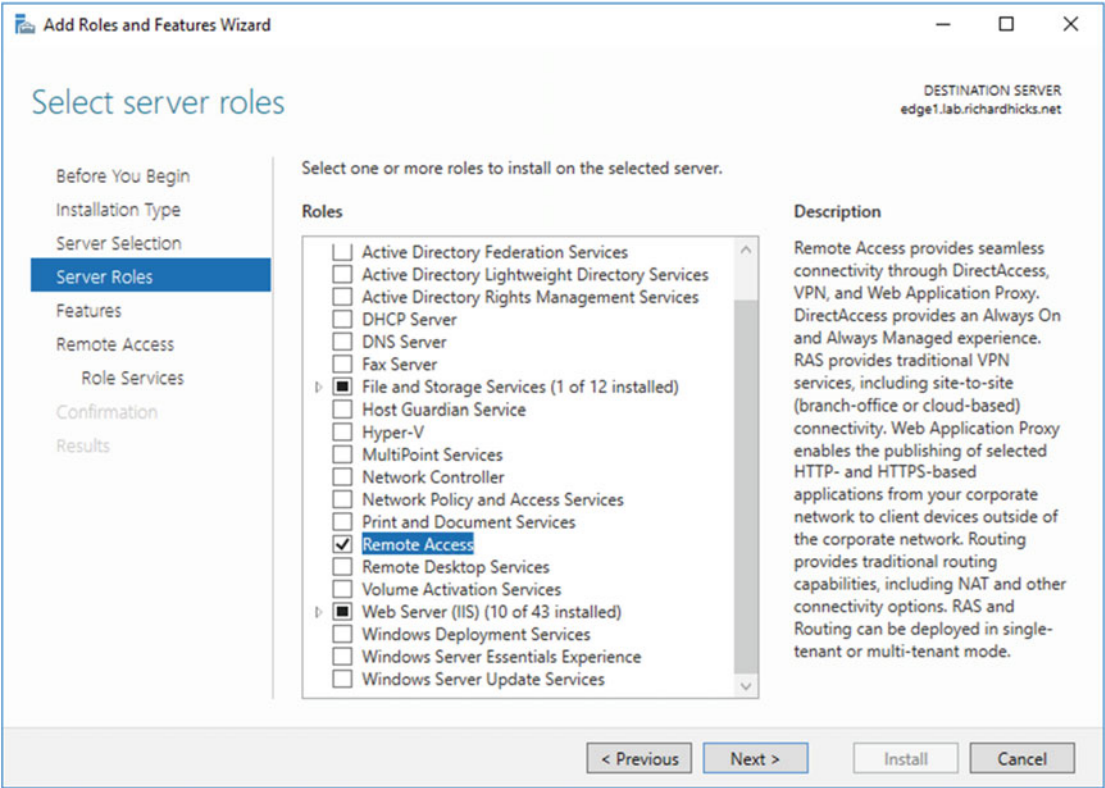 Add Roles and Features Wizard
Select server roles
DESTINATION SERVER
edge1.lab.richardhicks.net
Before You Begin
Installation Type
Server Selection
Server Roles
Features
Remote Access
Role Services
Confirmation
Results
Select one or more roles to install on the selected server.
Roles
Active Directory Federation Services
Active Directory Lightweight Directory Services
Active Directory Rights Management Services
DHCP Server
DNS Server
Fax Server
File and Storage Services (1 of 12 installed)
Host Guardian Service
Hyper-V
MultiPoint Services
Network Controller
Network Policy and Access Services
Print and Document Services
Remote Access
Remote Desktop Services
Volume Activation Services
Web Server (IIS) (10 of 43 installed)
Windows Deployment Services
Windows Server Essentials Experience
Windows Server Update Services
Description
Remote Access provides seamless
connectivity through DirectAccess,
VPN, and Web Application Proxy.
DirectAccess provides an Always On
and Always Managed experience.
RAS provides traditional VPN
services, including site-to-site
(branch-office or cloud-based)
connectivity. Web Application Proxy
enables the publishing of selected
HTTP- and HTTPS-based
applications from your corporate
network to client devices outside of
the corporate network. Routing
provides traditional routing
capabilities, including NAT and other
connectivity options. RAS and
Routing can be deployed in single-
tenant or multi-tenant mode.
< Previous
Next >
Install
Cancel